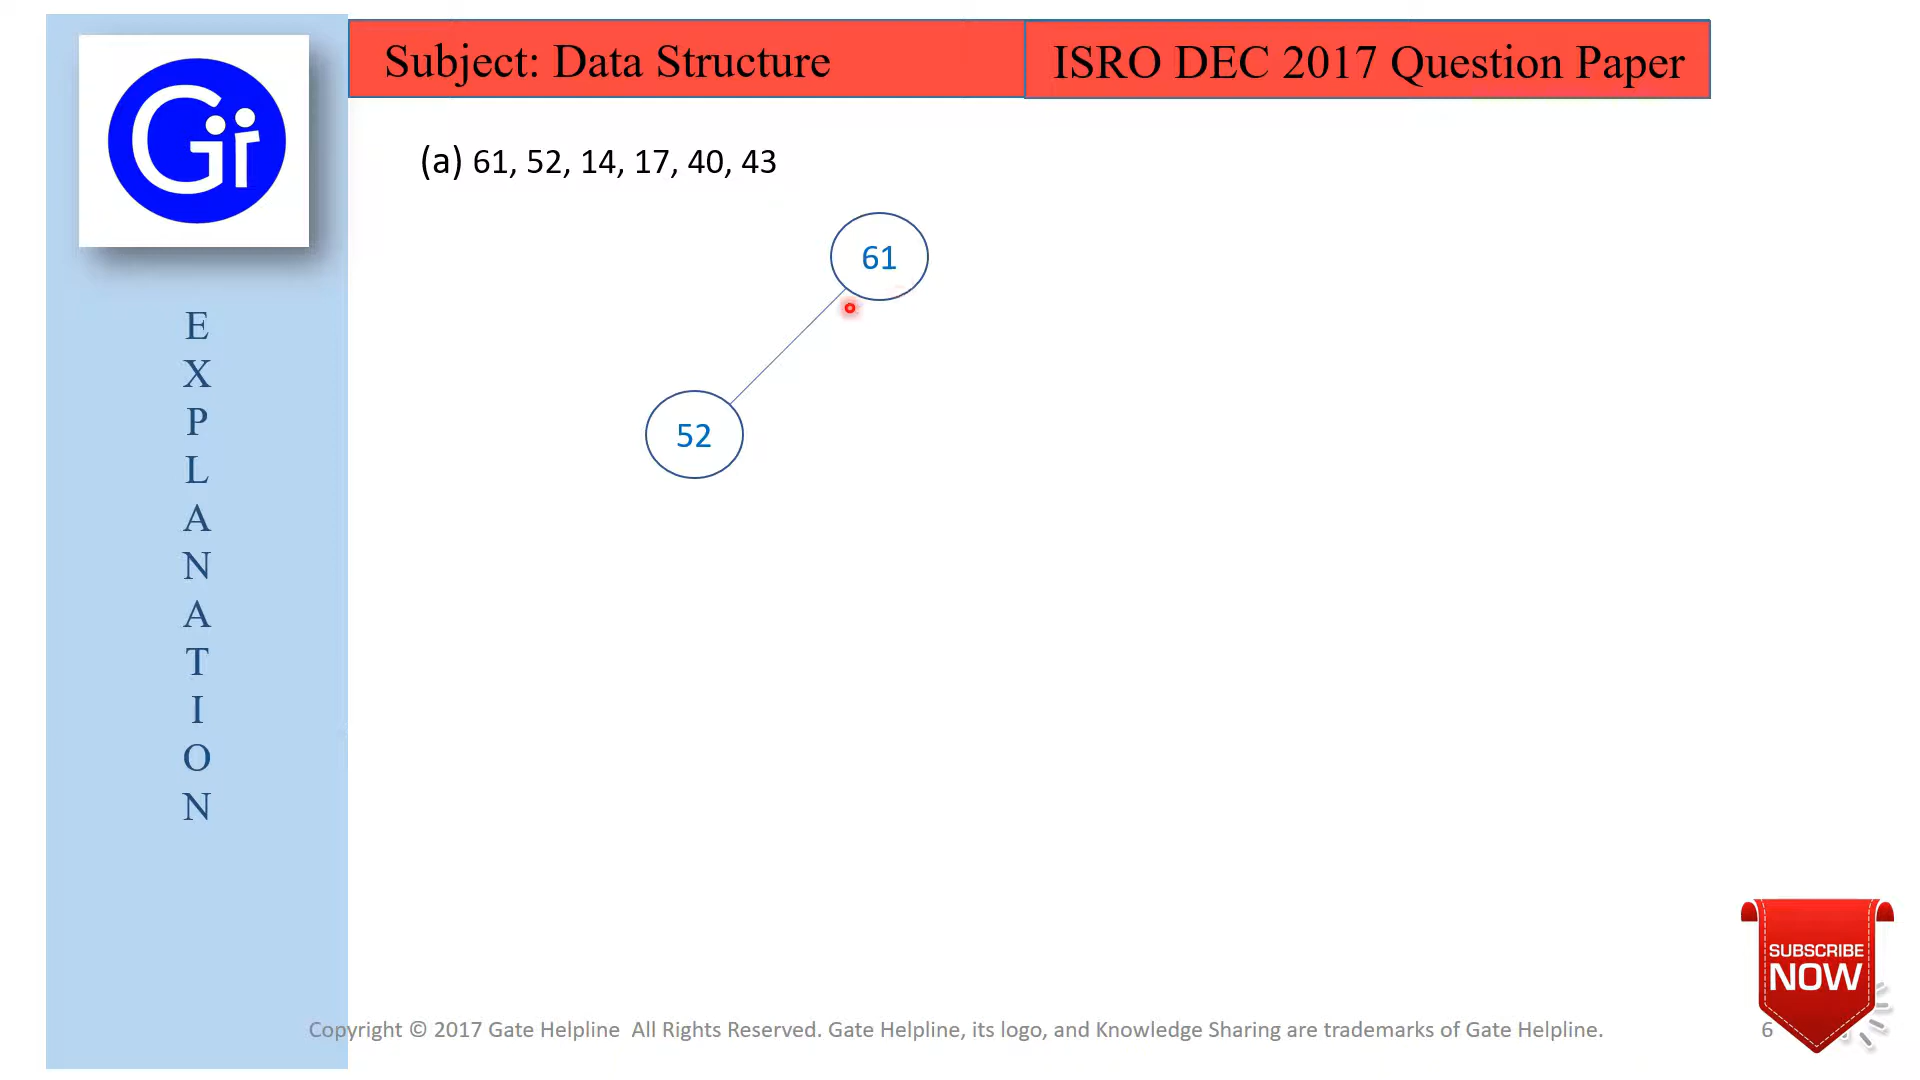 Subject: Data Structure
ISRO DEC 2017 Question Paper
Gi
(a) 61, 52, 14, 17, 40, 43
61
52
E
X
P
L
A
N
A
T
I
O
N
SUBSCRIBE
NOW
Copyright © 2017 Gate Helpline All Rights Reserved. Gate Helpline, its logo, and Knowledge Sharing are trademarks of Gate Helpline.
6